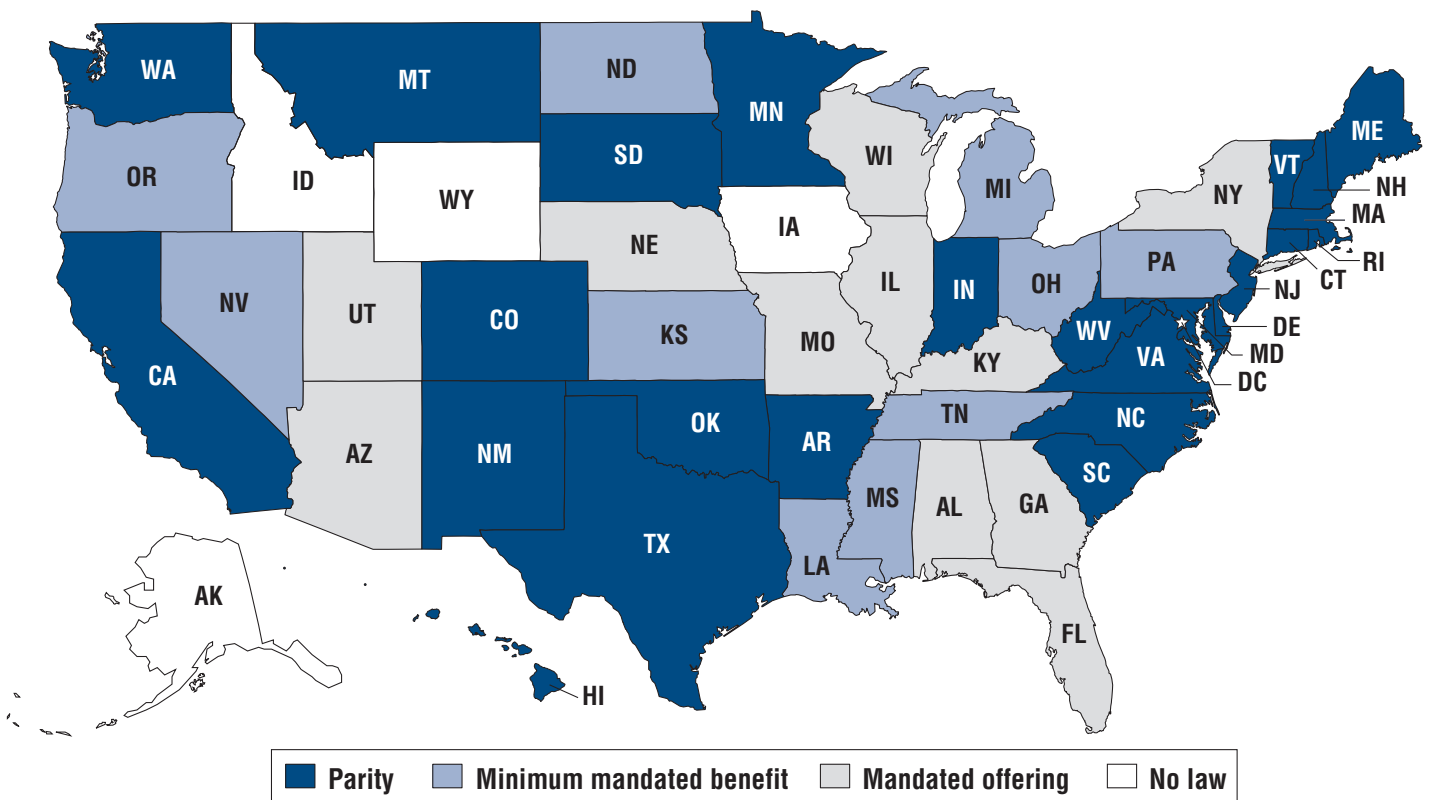 WA
MT
ND
MN
ME
SD
WI
VT
OR
ID
WY
MI
NY
NH
MA
IA
NE
PA
RI
CT
IL
IN
OH
NJ
NV
UT
CO
KS
MO
WV
VA
DE
MD
DC
KY
CA
TN
NC
OK
AR
AZ
NM
SC
MS
AL
GA
TX
LA
AK
FL
HI
Parity Minimum mandated benefit Mandated offering No law